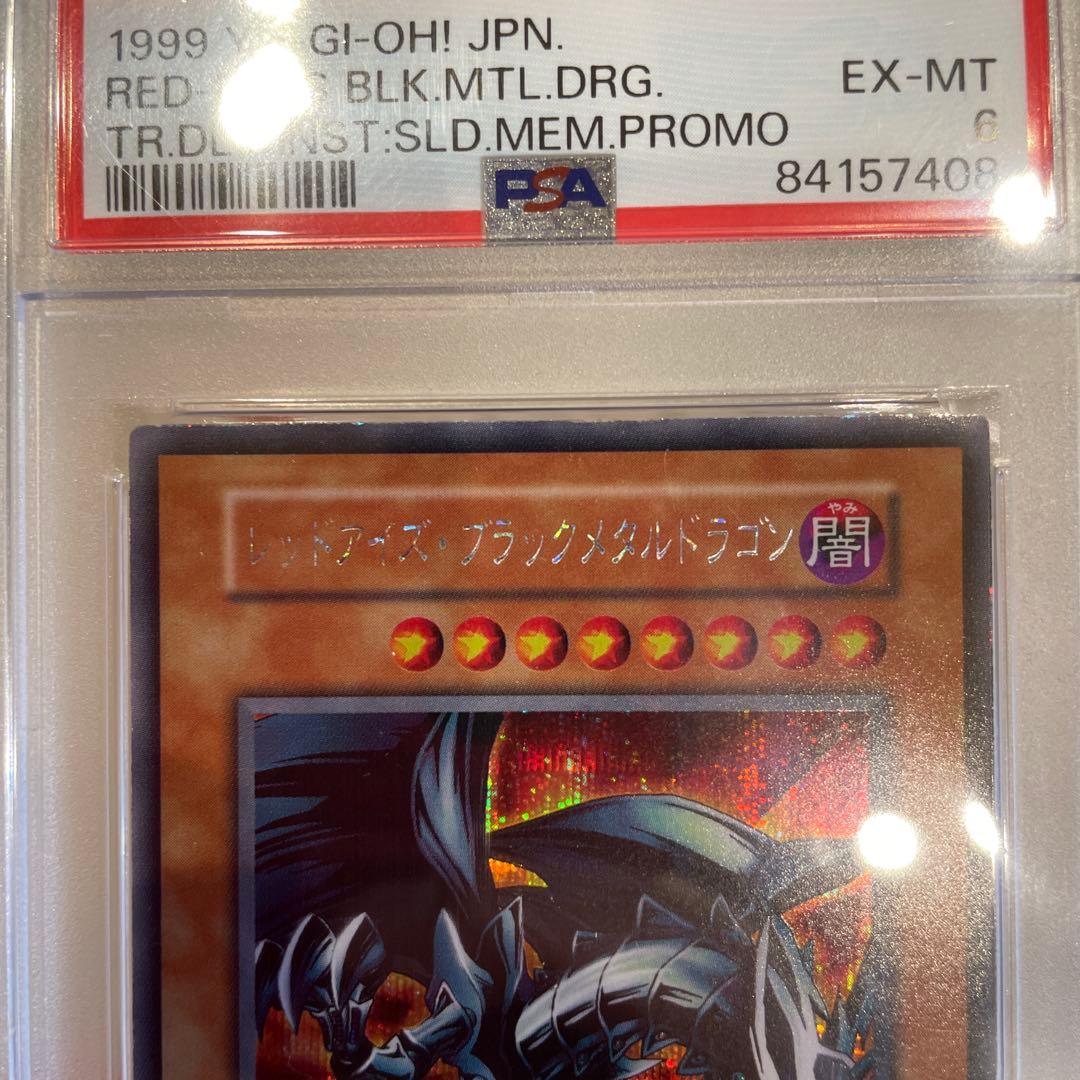 1999 GI-OH! JPN.
RED- BLK.MTL.DRG. EX-MT
TR.D NST:SLD.MEM.PROMO 6
PSA 84157408
レッドアイズ・ブラックメタルドラゴン
やみ
闇